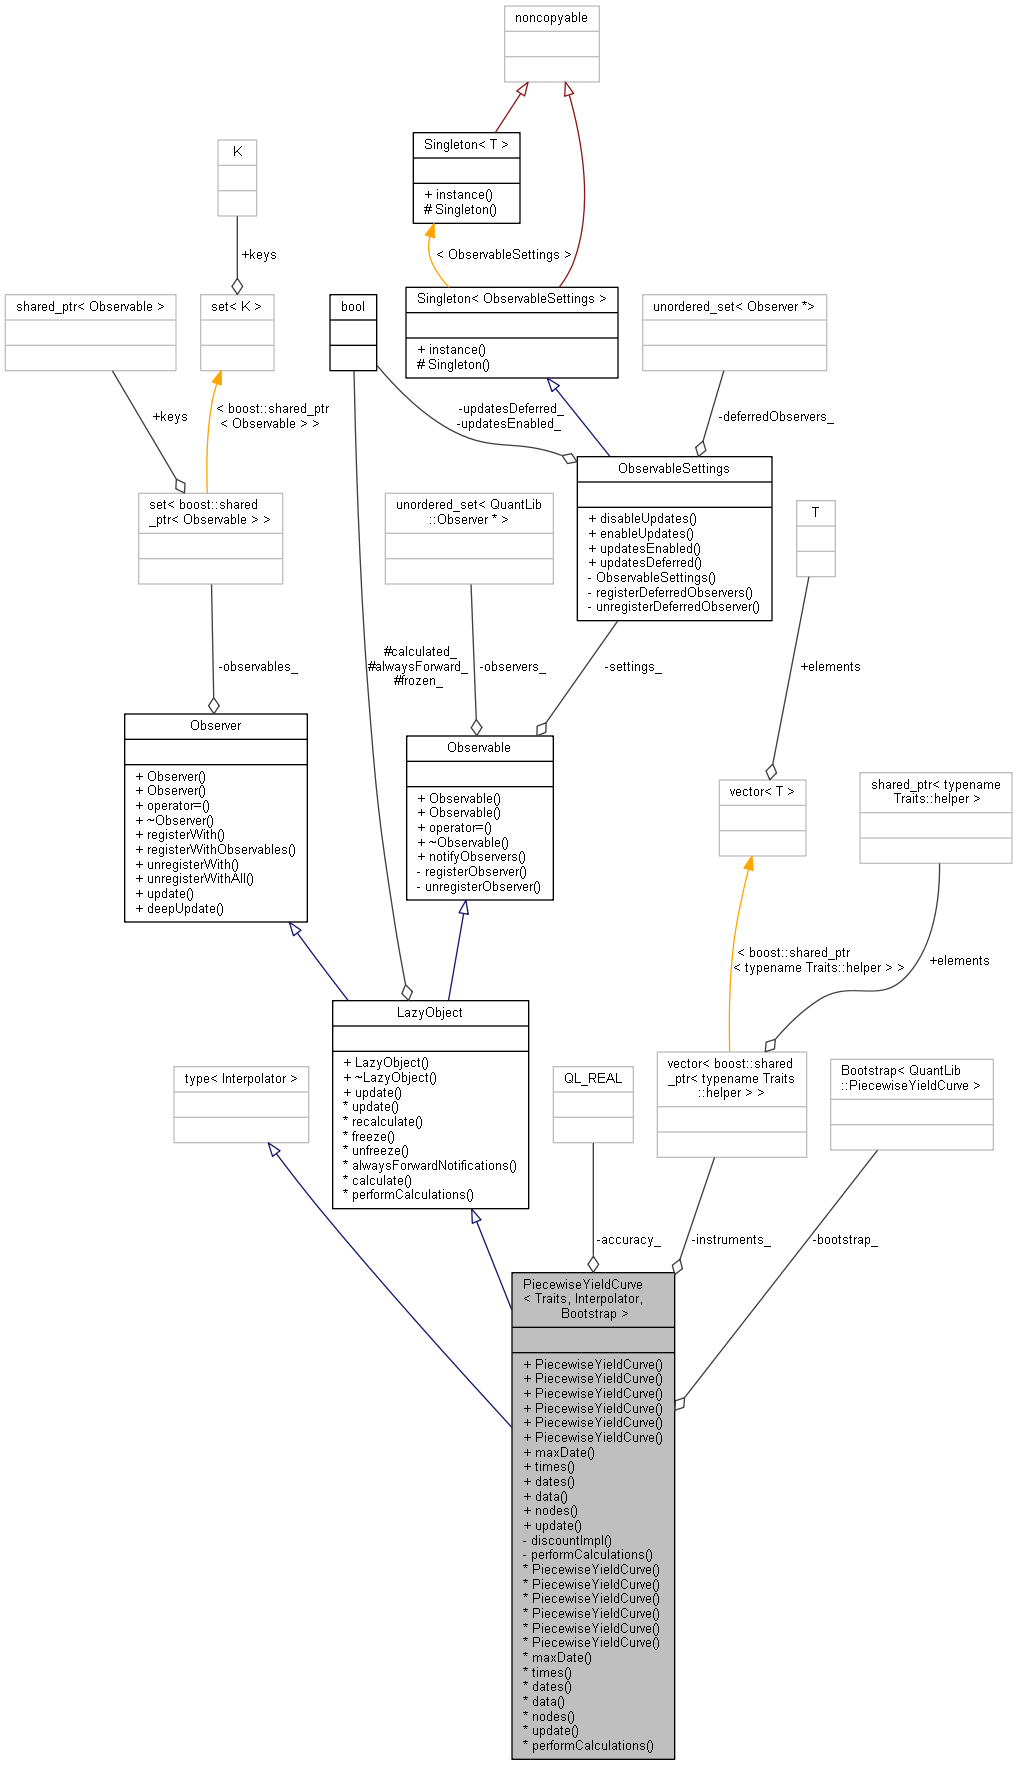 noncopyable
Singleton< T >
+ instance()
# Singleton()
K
+keys
< ObservableSettings >
shared_ptr< Observable >
set< K >
bool
Singleton< ObservableSettings >
+ instance()
# Singleton()
unordered_set< Observer *>
+keys
< boost::shared_ptr
< Observable > >
-updatesDeferred_
-updatesEnabled_
-deferredObservers_
ObservableSettings
+ disableUpdates()
+ enableUpdates()
+ updatesEnabled()
+ updatesDeferred()
- ObservableSettings()
- registerDeferredObservers()
- unregisterDeferredObserver()
set< boost::shared
_ptr< Observable > >
unordered_set< QuantLib
::Observer * >
T
-observables_
#calculated_
#alwaysForward_
#frozen_
-observers_
-settings_
+elements
Observer
+ Observer()
+ Observer()
+ operator=()
+ ~Observer()
+ registerWith()
+ registerWithObservables()
+ unregisterWith()
+ unregisterWithAll()
+ update()
+ deepUpdate()
Observable
+ Observable()
+ Observable()
+ operator=()
+ ~Observable()
+ notifyObservers()
- registerObserver()
- unregisterObserver()
vector< T >
shared_ptr< typename
Traits::helper >
< boost::shared_ptr
< typename Traits::helper > >
+elements
LazyObject
+ LazyObject()
+ ~LazyObject()
+ update()
* update()
* recalculate()
* freeze()
* unfreeze()
* alwaysForwardNotifications()
* calculate()
* performCalculations()
type< Interpolator >
QL_REAL
vector< boost::shared
_ptr< typename Traits
::helper > >
Bootstrap< QuantLib
::PiecewiseYieldCurve >
-accuracy_
-instruments_
-bootstrap_
PiecewiseYieldCurve
< Traits, Interpolator,
Bootstrap >
+ PiecewiseYieldCurve()
+ PiecewiseYieldCurve()
+ PiecewiseYieldCurve()
+ PiecewiseYieldCurve()
+ PiecewiseYieldCurve()
+ PiecewiseYieldCurve()
+ maxDate()
+ times()
+ dates()
+ data()
+ nodes()
+ update()
- discountImpl()
- performCalculations()
* PiecewiseYieldCurve()
* PiecewiseYieldCurve()
* PiecewiseYieldCurve()
* PiecewiseYieldCurve()
* PiecewiseYieldCurve()
* PiecewiseYieldCurve()
* maxDate()
* times()
* dates()
* data()
* nodes()
* update()
* performCalculations()